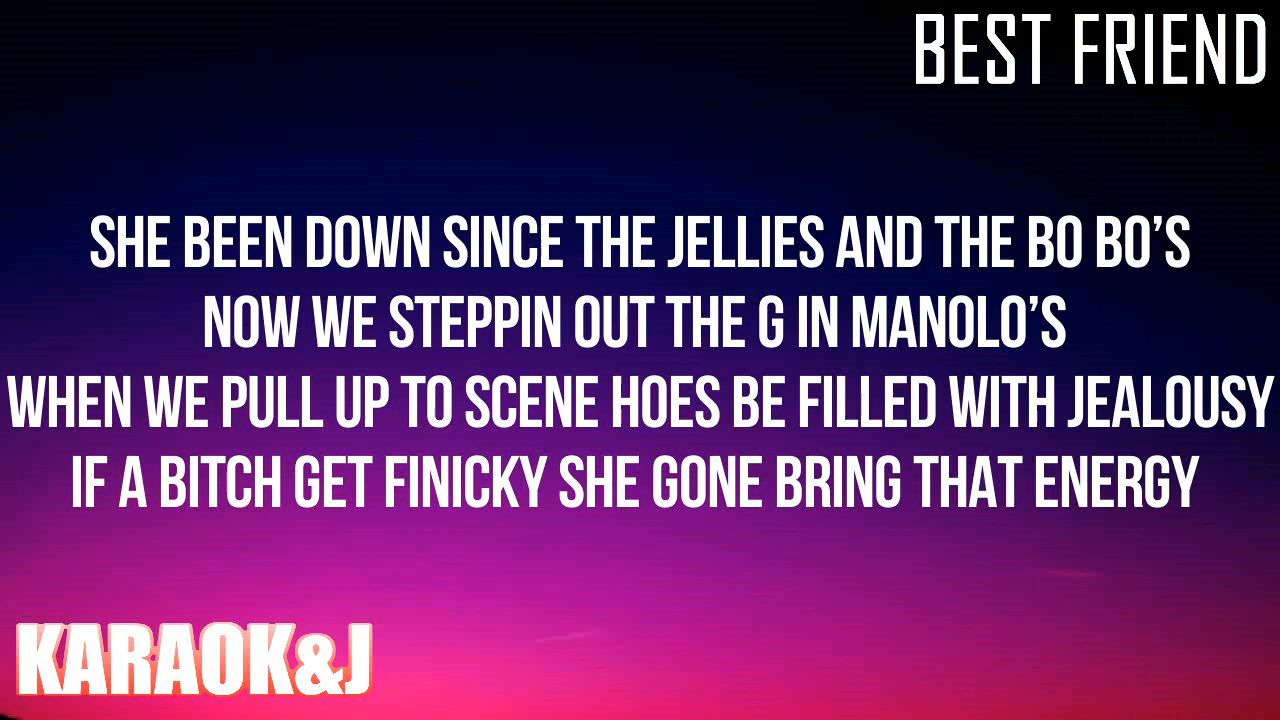 BEST FRIEND
SHE BEEN DOWN SINCE THE JELLIES AND THE BO BO’S
NOW WE STEPPIN OUT THE G IN MANOLO’S
WHEN WE PULL UP TO SCENE HOES BE FILLED WITH JEALOUSY
IF A BITCH GET FINICKY SHE GONE BRING THAT ENERGY
KARAOK&J